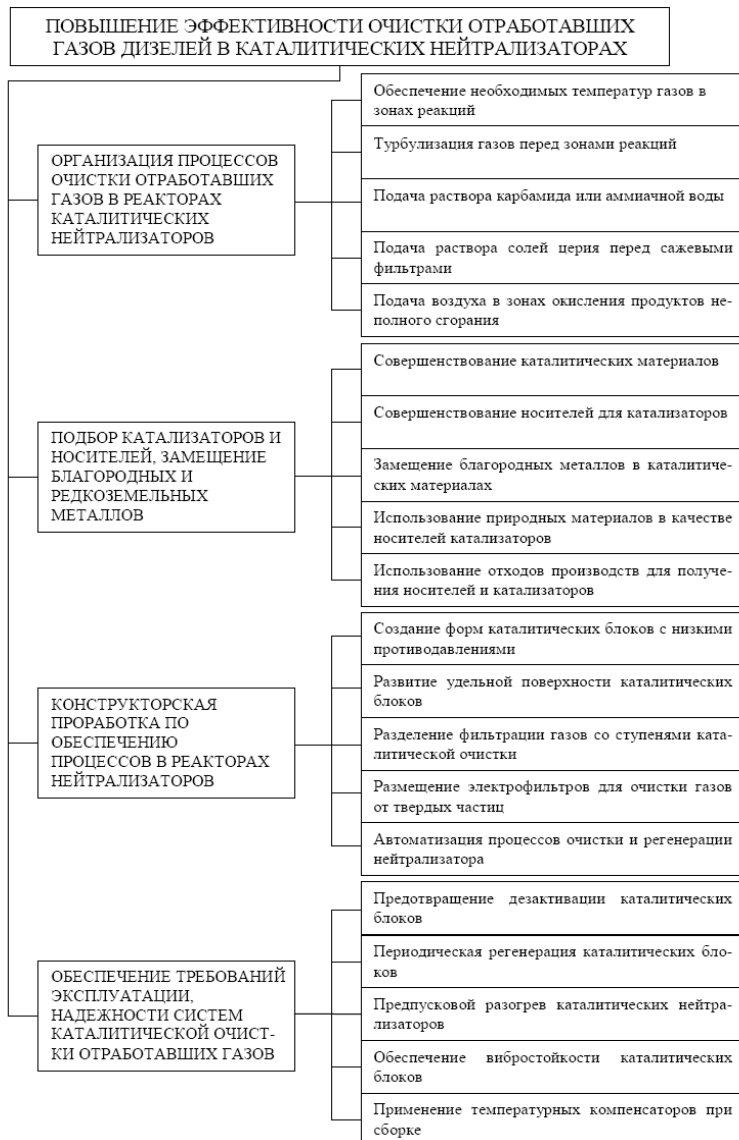 ПОВЫШЕНИЕ ЭФФЕКТИВНОСТИ ОЧИСТКИ ОТРАБОТАВШИХ
ГАЗОВ ДИЗЕЛЕЙ В КАТАЛИТИЧЕСКИХ НЕЙТРАЛИЗАТОРАХ
ОРГАНИЗАЦИЯ ПРОЦЕССОВ
ОЧИСТКИ ОТРАБОТАВШИХ
ГАЗОВ В РЕАКТОРАХ
КАТАЛИТИЧЕСКИХ
НЕЙТРАЛИЗАТОРОВ
Обеспечение необходимых температур газов в
зонах реакций
Турбулизация газов перед зонами реакций
Подача раствора карбамида или аммиачной воды
Подача раствора солей церия перед сажевыми
фильтрами
Подача воздуха в зонах окисления продуктов не-
полного сгорания
ПОДБОР КАТАЛИЗАТОРОВ И
НОСИТЕЛЕЙ, ЗАМЕЩЕНИЕ
БЛАГОРОДНЫХ И
РЕДКОЗЕМЕЛЬНЫХ
МЕТАЛЛОВ
Совершенствование каталитических материалов
Совершенствование носителей для катализаторов
Замещение благородных металлов в каталитиче-
ских материалах
Использование природных материалов в качестве
носителей катализаторов
Использование отходов производств для получе-
ния носителей и катализаторов
КОНСТРУКТОРСКАЯ
ПРОРАБОТКА ПО
ОБЕСПЕЧЕНИЮ
ПРОЦЕССОВ В РЕАКТОРАХ
НЕЙТРАЛИЗАТОРОВ
Создание форм каталитических блоков с низкими
противодавлениями
Развитие удельной поверхности каталитических
блоков
Разделение фильтрации газов со ступенями ката-
литической очистки
Размещение электрофильтров для очистки газов
от твердых частиц
Автоматизация процессов очистки и регенерации
нейтрализатора
ОБЕСПЕЧЕНИЕ ТРЕБОВАНИЙ
ЭКСПЛУАТАЦИИ,
НАДЕЖНОСТИ СИСТЕМ
КАТАЛИТИЧЕСКОЙ ОЧИСТ-
КИ ОТРАБОТАВШИХ ГАЗОВ
Предотвращение дезактивации каталитических
блоков
Периодическая регенерация каталитических бло-
ков
Предпусковой разогрев каталитических нейтра-
лизаторов
Обеспечение вибростойкости каталитических
блоков
Применение температурных компенсаторов при
сборке